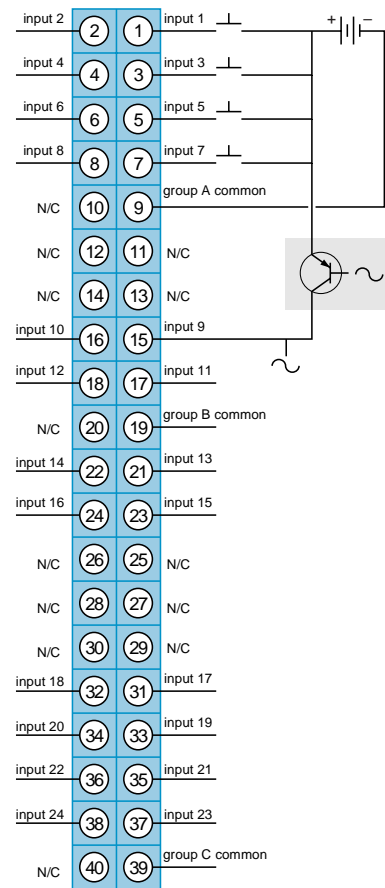 input 2 2 1 input 1 + –
input 4 4 3 input 3
input 6 6 5 input 5
input 8 8 7 input 7
N/C 10 9 group A common
N/C 12 11 N/C
N/C 14 13 N/C
input 10 16 15 input 9
input 12 18 17 input 11
N/C 20 19 group B common
input 14 22 21 input 13
input 16 24 23 input 15
N/C 26 25 N/C
N/C 28 27 N/C
N/C 30 29 N/C
input 18 32 31 input 17
input 20 34 33 input 19
input 22 36 35 input 21
input 24 38 37 input 23
N/C 40 39 group C common